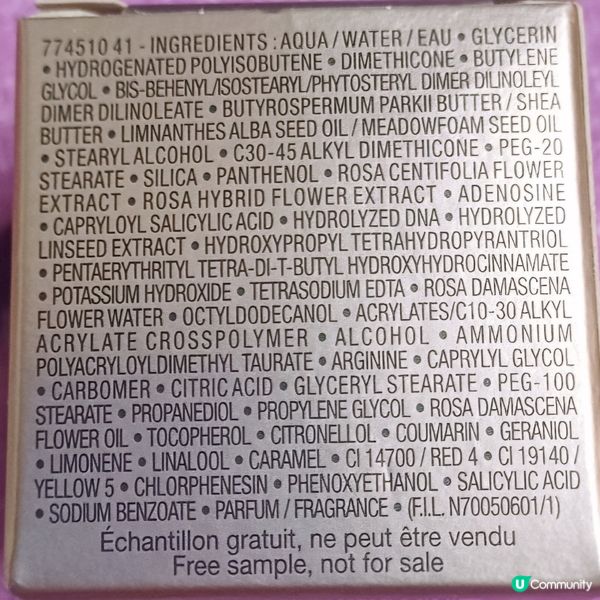 774510 41 - INGREDIENTS : AQUA / WATER / EAU • GLYCERIN
• HYDROGENATED POLYISOBUTENE • DIMETHICONE • BUTYLENE
GLYCOL • BIS-BEHENYL/ISOSTEARYL/PHYTOSTERYL DIMER DILINOLEYL
DIMER DILINOLEATE • BUTYROSPERMUM PARKII BUTTER / SHEA
BUTTER • LIMNANTHES ALBA SEED OIL / MEADOWFOAM SEED OIL
• STEARYL ALCOHOL • C30-45 ALKYL DIMETHICONE • PEG-20
STEARATE • SILICA • PANTHENOL • ROSA CENTIFOLIA FLOWER
EXTRACT • ROSA HYBRID FLOWER EXTRACT • ADENOSINE
• CAPRYLOYL SALICYLIC ACID • HYDROLYZED DNA • HYDROLYZED
LINSEED EXTRACT • HYDROXYPROPYL TETRAHYDROPYRANTRIOL
• PENTAERYTHRITYL TETRA-DI-T-BUTYL HYDROXYHYDROCINNAMATE
• POTASSIUM HYDROXIDE • TETRASODIUM EDTA • ROSA DAMASCENA
FLOWER WATER • OCTYLDODECANOL • ACRYLATES/C10-30 ALKYL
ACRYLATE CROSSPOLYMER • ALCOHOL • AMMONIUM
POLYACRYLOYLDIMETHYL TAURATE • ARGININE • CAPRYLYL GLYCOL
• CARBOMER • CITRIC ACID • GLYCERYL STEARATE • PEG-100
STEARATE • PROPANEDIOL • PROPYLENE GLYCOL • ROSA DAMASCENA
FLOWER OIL • TOCOPHEROL • CITRONELLOL • COUMARIN • GERANIOL
• LIMONENE • LINALOOL • CARAMEL • CI 14700 / RED 4 • CI 19140 /
YELLOW 5 • CHLORPHENESIN • PHENOXYETHANOL • SALICYLIC ACID
• SODIUM BENZOATE • PARFUM / FRAGRANCE • (F.I.L. N70050601/1)
Échantillon gratuit, ne peut être vendu
Free sample, not for sale
U Community